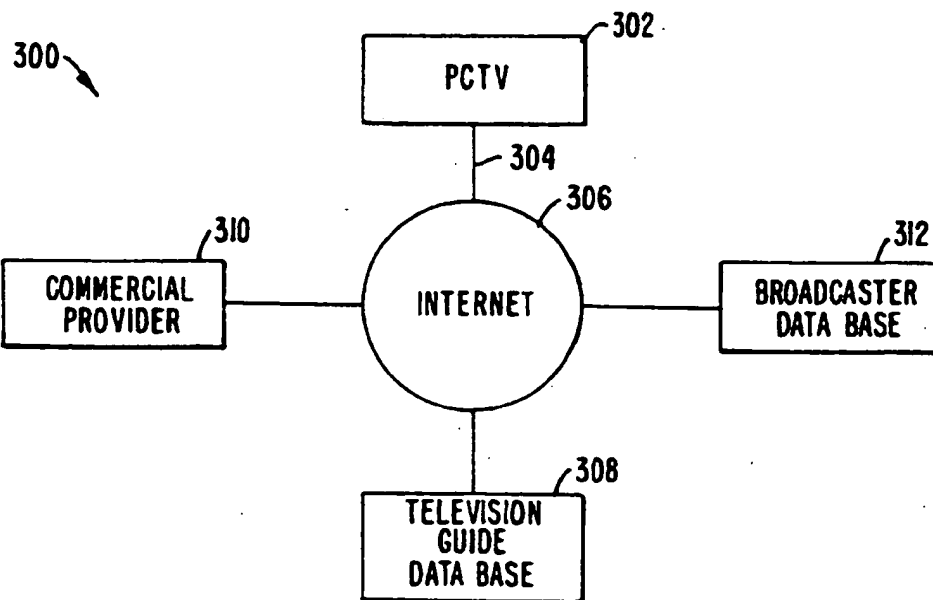 302
300
PCTV
304
306
310
312
COMMERCIAL
PROVIDER
INTERNET
BROADCASTER
DATA BASE
308
TELEVISION
GUIDE
DATA BASE